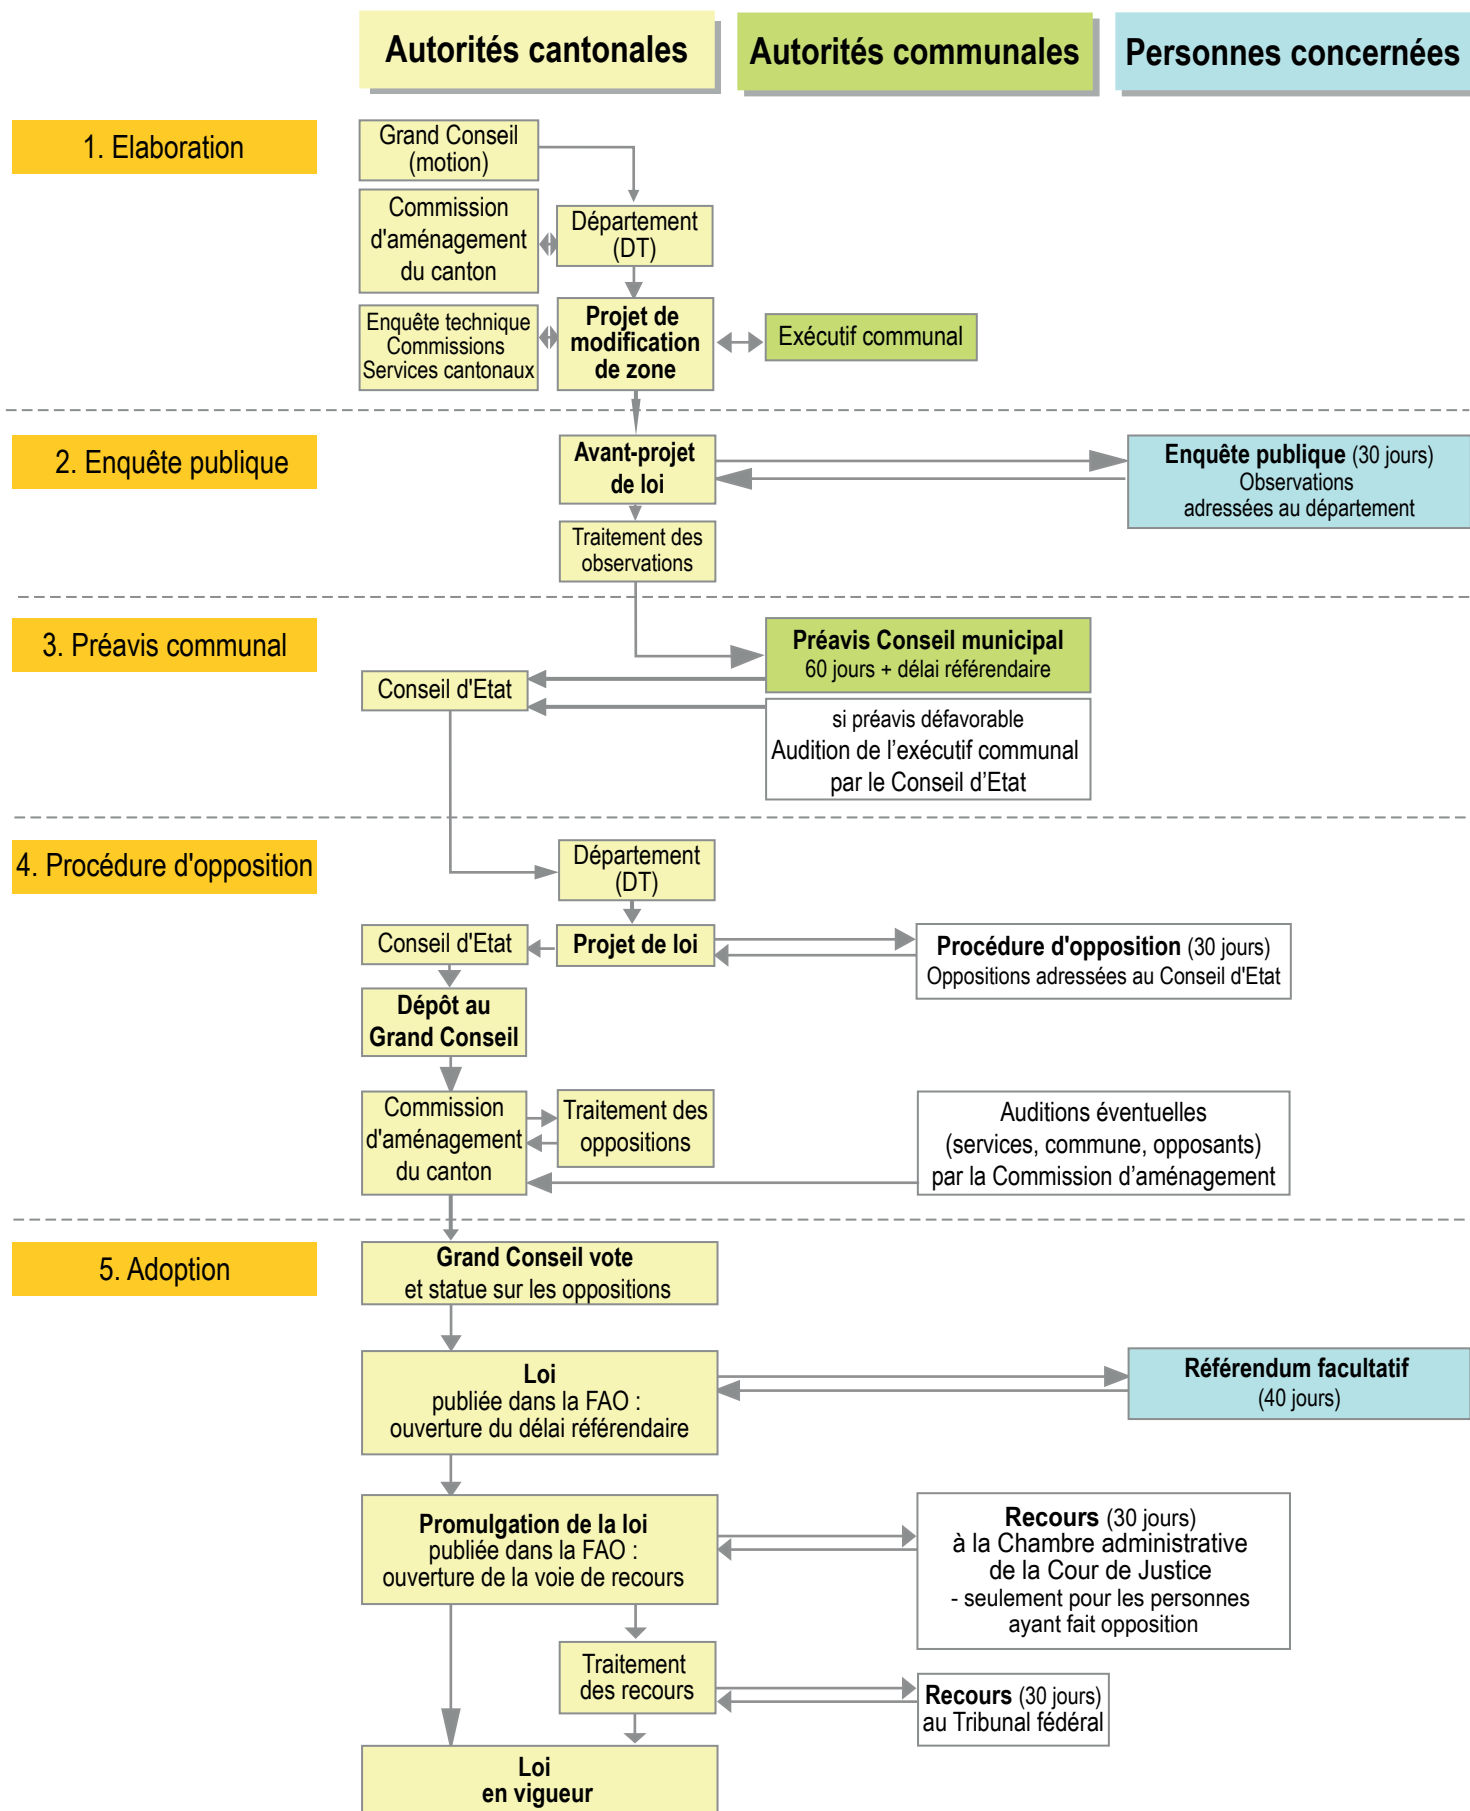 Autorités cantonales
Autorités communales
Personnes concernées
1. Elaboration
Grand Conseil
(motion)
Commission
d'aménagement
du canton
Département
(DT)
Enquête technique
Commissions
Services cantonaux
Projet de
modification
de zone
Exécutif communal
2. Enquête publique
Avant-projet
de loi
Enquête publique (30 jours)
Observations
adressées au département
Traitement des
observations
3. Préavis communal
Préavis Conseil municipal
60 jours + délai référendaire
Conseil d'Etat
si préavis défavorable
Audition de l’exécutif communal
par le Conseil d’Etat
4. Procédure d'opposition
Département
(DT)
Conseil d'Etat
Projet de loi
Procédure d'opposition (30 jours)
Oppositions adressées au Conseil d'Etat
Dépôt au
Grand Conseil
Commission
d'aménagement
du canton
Traitement des
oppositions
Auditions éventuelles
(services, commune, opposants)
par la Commission d’aménagement
5. Adoption
Grand Conseil vote
et statue sur les oppositions
Loi
publiée dans la FAO :
ouverture du délai référendaire
Référendum facultatif
(40 jours)
Promulgation de la loi
publiée dans la FAO :
ouverture de la voie de recours
Recours (30 jours)
à la Chambre administrative
de la Cour de Justice
- seulement pour les personnes
ayant fait opposition
Traitement
des recours
Recours (30 jours)
au Tribunal fédéral
Loi
en vigueur